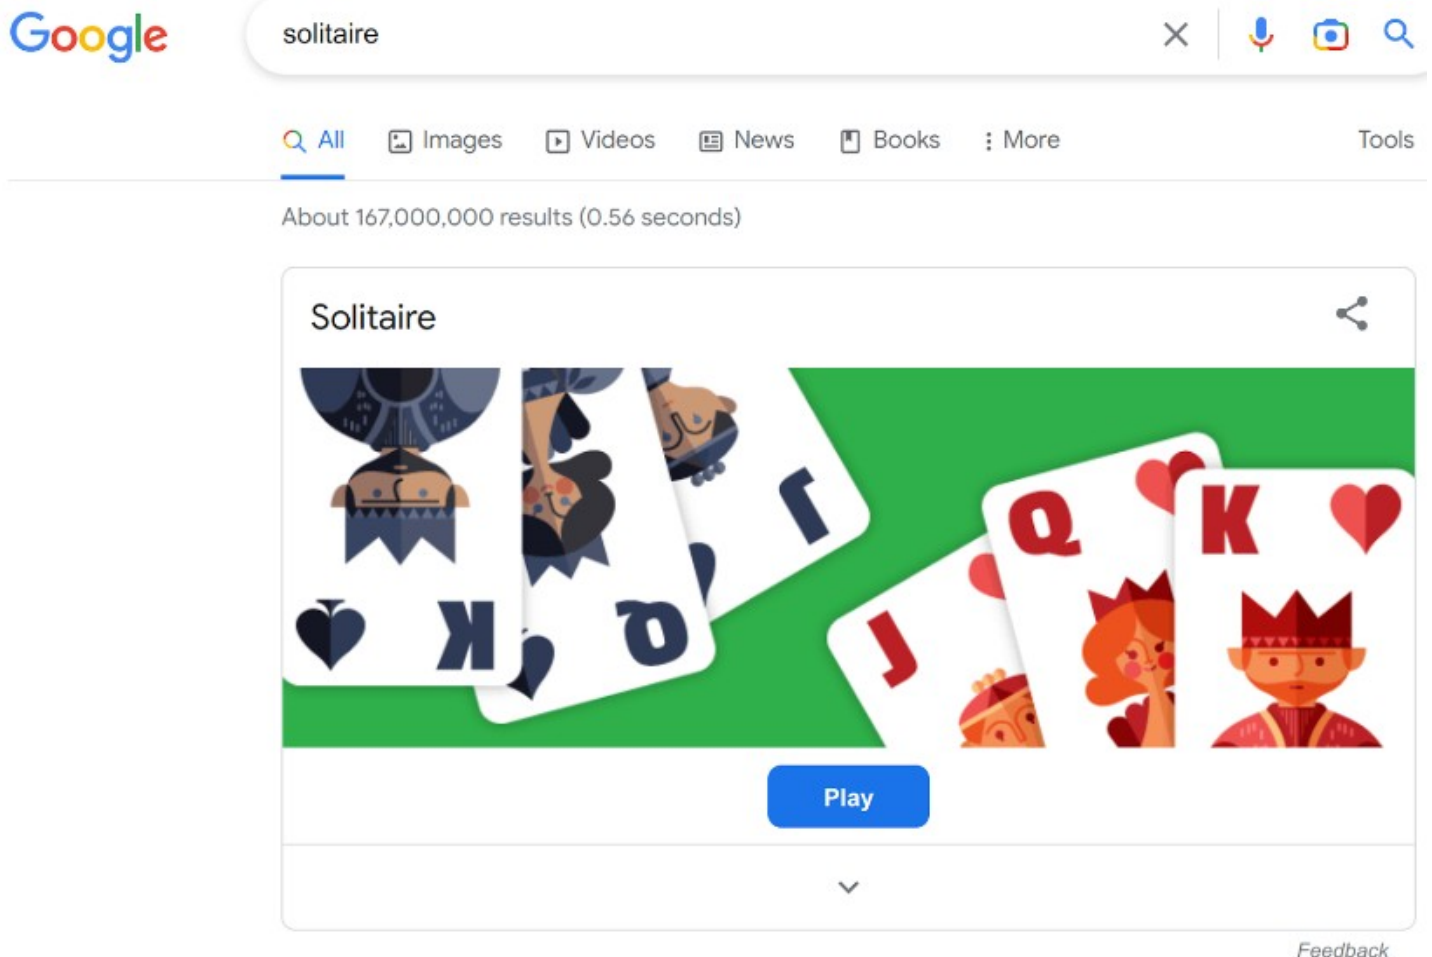 Google
solitaire
All Images Videos News Books More Tools
About 167,000,000 results (0.56 seconds)
Solitaire
K Q J
J Q K
Play
Feedback